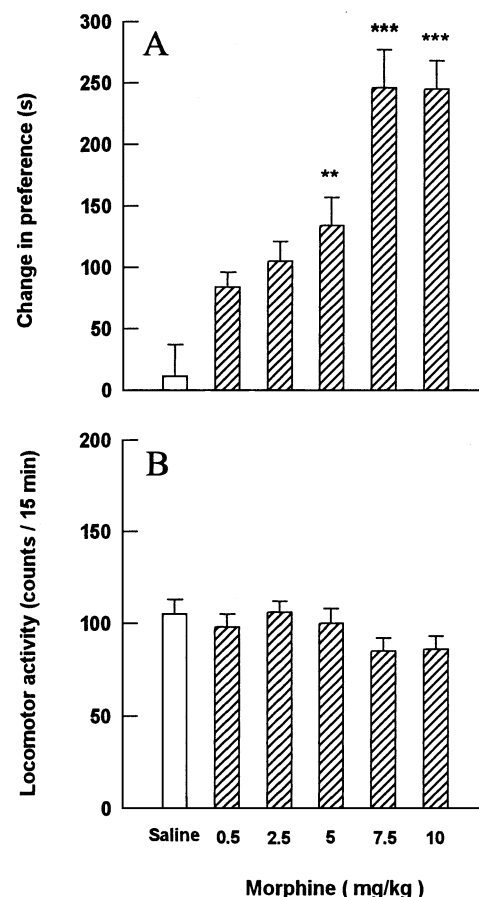 A
Change in preference (s)
300
250
200
150
100
50
0
**
***
***
B
Locomotor activity (counts / 15 min)
200
150
100
50
0
Saline 0.5 2.5 5 7.5 10
Morphine ( mg/kg )